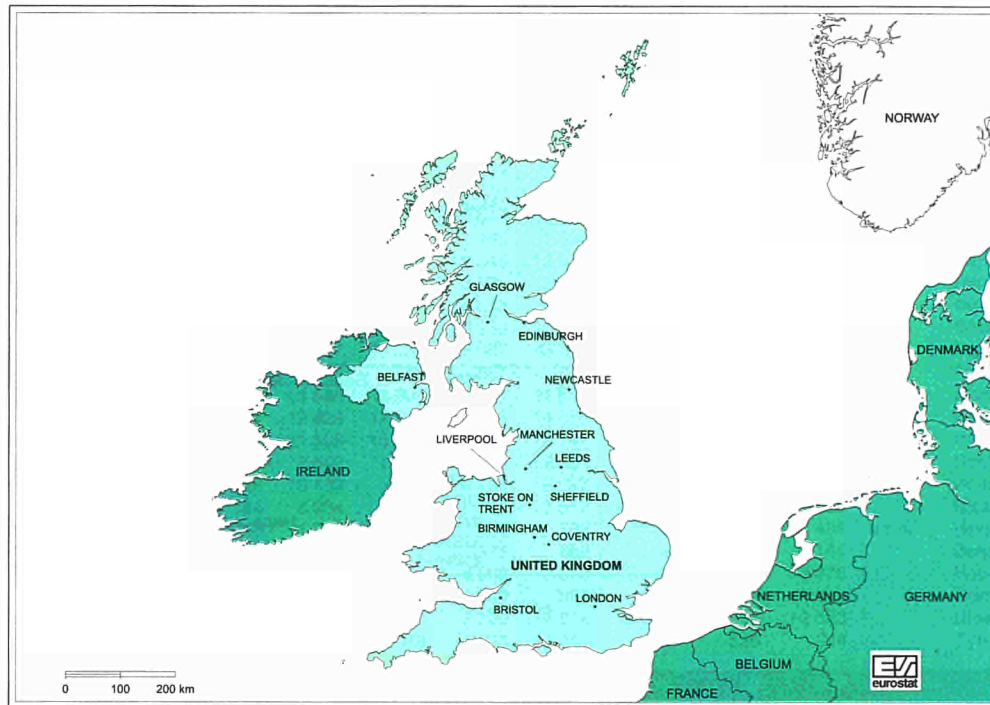 NORWAY
GLASGOW
EDINBURGH
DENMARK
BELFAST
NEWCASTLE
LIVERPOOL
MANCHESTER
LEEDS
IRELAND
STOKE ON
TRENT
SHEFFIELD
BIRMINGHAM
COVENTRY
UNITED KINGDOM
NETHERLANDS
GERMANY
LONDON
BRISTOL
BELGIUM
FRANCE
0 100 200 km
eurostat